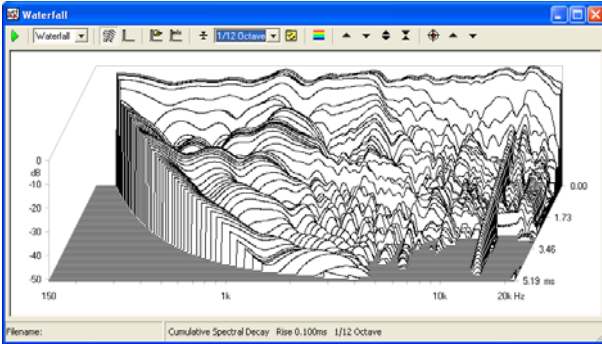 Waterfall
Waterfall 1/12 Octave
0
dB
-10
-20
-30
-40
-50
0.00
1.73
3.46
5.19 ms
150 1k 10k 20k Hz
Filename: Cumulative Spectral Decay Rise 0.100ms 1/12 Octave